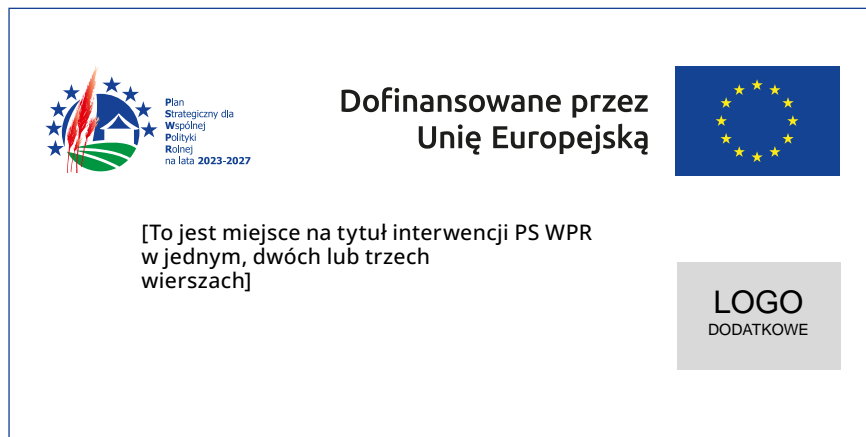 Plan
Strategiczny dla
Wspólnej
Polityki
Rolnej
na lata 2023-2027
Dofinansowane przez
Unię Europejską
[To jest miejsce na tytuł interwencji PS WPR
w jednym, dwóch lub trzech
wierszach]
LOGO
DODATKOWE